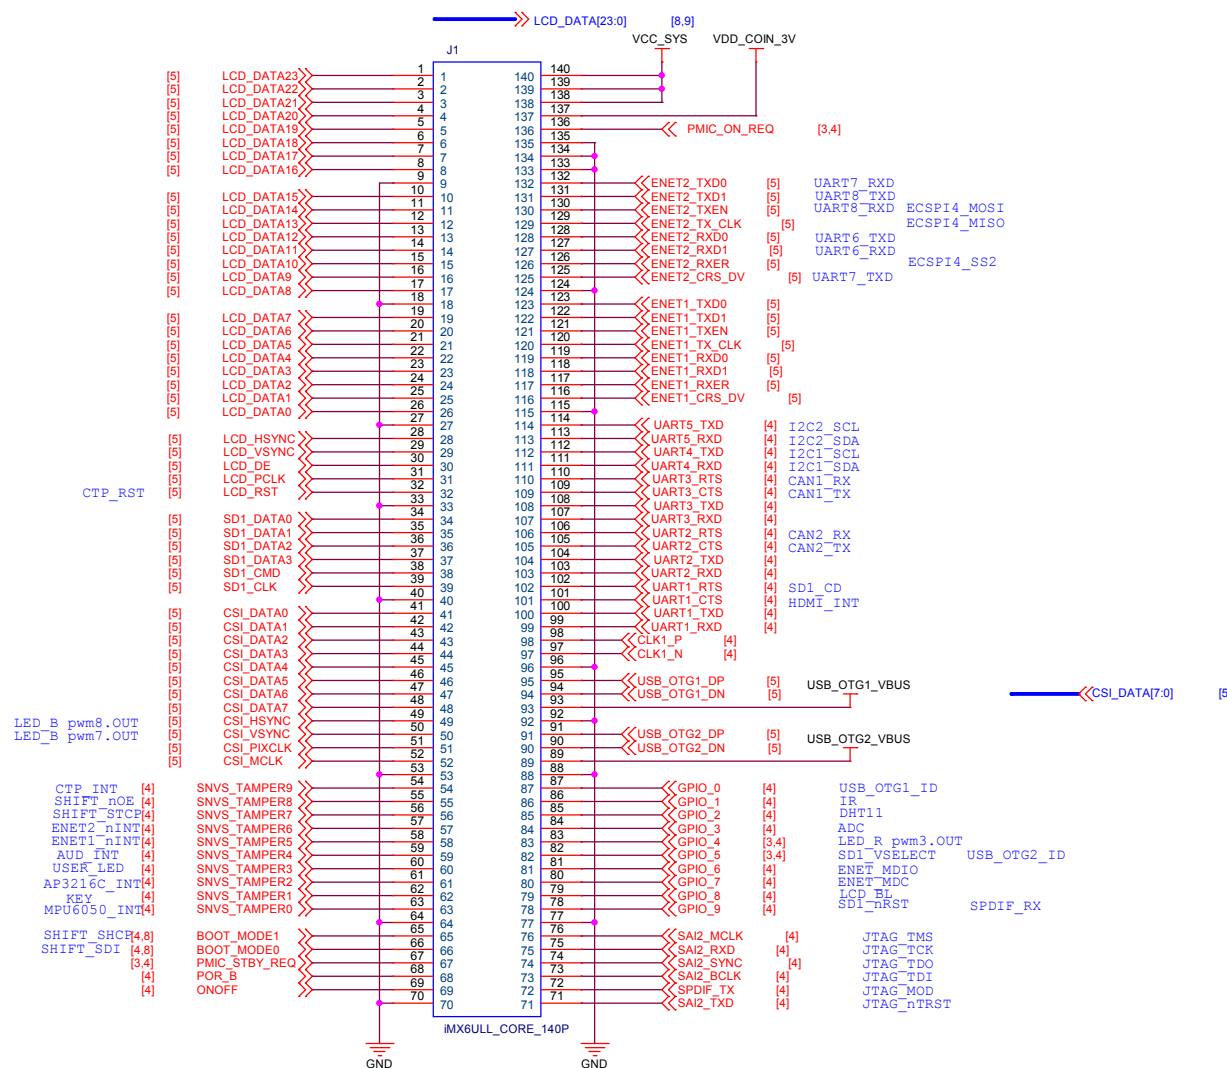 LCD_DATA[23:0] [8,9]
VCC_SYS VDD_COIN_3V
J1
[5] LCD_DATA23 1 1 140 140
[5] LCD_DATA22 2 2 139 139
[5] LCD_DATA21 3 3 138 138
[5] LCD_DATA20 4 4 137 137
[5] LCD_DATA19 5 5 136 136 PMIC_ON_REQ [3,4]
[5] LCD_DATA18 6 6 135 135
[5] LCD_DATA17 7 7 134 134
[5] LCD_DATA16 8 8 133 133
9 9 132 132 ENET2_TXD0 [5] UART7_RXD
[5] LCD_DATA15 10 10 131 131 ENET2_TXD1 [5] UART8_TXD
[5] LCD_DATA14 11 11 130 130 ENET2_TXEN [5] UART8_RXD ECSPI4_MOSI
[5] LCD_DATA13 12 12 129 129 ENET2_TX_CLK [5] ECSPI4_MISO
[5] LCD_DATA12 13 13 128 128 ENET2_RXD0 [5] UART6_TXD
[5] LCD_DATA11 14 14 127 127 ENET2_RXD1 [5] UART6_RXD
[5] LCD_DATA10 15 15 126 126 ENET2_RXER [5] ECSPI4_SS2
[5] LCD_DATA9 16 16 125 125 ENET2_CRS_DV [5] UART7_TXD
[5] LCD_DATA8 17 17 124 124
18 18 123 123 ENET1_TXD0 [5]
[5] LCD_DATA7 19 19 122 122 ENET1_TXD1 [5]
[5] LCD_DATA6 20 20 121 121 ENET1_TXEN [5]
[5] LCD_DATA5 21 21 120 120 ENET1_TX_CLK [5]
[5] LCD_DATA4 22 22 119 119 ENET1_RXD0 [5]
[5] LCD_DATA3 23 23 118 118 ENET1_RXD1 [5]
[5] LCD_DATA2 24 24 117 117 ENET1_RXER [5]
[5] LCD_DATA1 25 25 116 116 ENET1_CRS_DV [5]
[5] LCD_DATA0 26 26 115 115
27 27 114 114 UART5_TXD [4] I2C2_SCL
[5] LCD_HSYNC 28 28 113 113 UART5_RXD [4] I2C2_SDA
[5] LCD_VSYNC 29 29 112 112 UART4_TXD [4] I2C1_SCL
[5] LCD_DE 30 30 111 111 UART4_RXD [4] I2C1_SDA
[5] LCD_PCLK 31 31 110 110 UART3_RTS [4] CAN1_RX
CTP_RST [5] LCD_RST 32 32 109 109 UART3_CTS [4] CAN1_TX
33 33 108 108 UART3_TXD [4]
[5] SD1_DATA0 34 34 107 107 UART3_RXD [4]
[5] SD1_DATA1 35 35 106 106 UART2_RTS [4] CAN2_RX
[5] SD1_DATA2 36 36 105 105 UART2_CTS [4] CAN2_TX
[5] SD1_DATA3 37 37 104 104 UART2_TXD [4]
[5] SD1_CMD 38 38 103 103 UART2_RXD [4]
[5] SD1_CLK 39 39 102 102 UART1_RTS [4] SD1_CD
40 40 101 101 UART1_CTS [4] HDMI_INT
[5] CSI_DATA0 41 41 100 100 UART1_TXD [4]
[5] CSI_DATA1 42 42 99 99 UART1_RXD [4]
[5] CSI_DATA2 43 43 98 98 CLK1_P [4]
[5] CSI_DATA3 44 44 97 97 CLK1_N [4]
[5] CSI_DATA4 45 45 96 96
[5] CSI_DATA5 46 46 95 95 USB_OTG1_DP [5] USB_OTG1_VBUS
[5] CSI_DATA6 47 47 94 94 USB_OTG1_DN [5] CSI_DATA[7:0] [5
[5] CSI_DATA7 48 48 93 93
[5] CSI_HSYNC 49 49 92 92
LED_B pwm8.OUT
[5] CSI_VSYNC 50 50 91 91 USB_OTG2_DP [5] USB_OTG2_VBUS
LED_B pwm7.OUT
[5] CSI_PIXCLK 51 51 90 90 USB_OTG2_DN [5]
[5] CSI_MCLK 52 52 89 89
53 53 88 88
CTP_INT [4] SNVS_TAMPER9 54 54 87 87 GPIO_0 [4] USB_OTG1_ID
SHIFT_nOE [4] SNVS_TAMPER8 55 55 86 86 GPIO_1 [4] IR
SHIFT_STCP [4] SNVS_TAMPER7 56 56 85 85 GPIO_2 [4] DHT11
ENET2_nINT [4] SNVS_TAMPER6 57 57 84 84 GPIO_3 [4] ADC
ENET1_nINT [4] SNVS_TAMPER5 58 58 83 83 GPIO_4 [3,4] LED_R pwm3.OUT
AUD_INT [4] SNVS_TAMPER4 59 59 82 82 GPIO_5 [3,4] SD1_VSELECT USB_OTG2_ID
USER_LED [4] SNVS_TAMPER3 60 60 81 81 GPIO_6 [4] ENET_MDIO
AP3216C_INT [4] SNVS_TAMPER2 61 61 80 80 GPIO_7 [4] ENET_MDC
KEY [4] SNVS_TAMPER1 62 62 79 79 GPIO_8 [4] LCD_BL
MPU6050_INT [4] SNVS_TAMPER0 63 63 78 78 GPIO_9 [4] SD1_nRST SPDIF_RX
64 64 77 77
SHIFT_SHCP [4,8] BOOT_MODE1 65 65 76 76 SAI2_MCLK [4] JTAG_TMS
SHIFT_SDI [4,8] BOOT_MODE0 66 66 75 75 SAI2_RXD [4] JTAG_TCK
[3,4] PMIC_STBY_REQ 67 67 74 74 SAI2_SYNC [4] JTAG_TDO
[4] POR_B 68 68 73 73 SAI2_BCLK [4] JTAG_TDI
[4] ONOFF 69 69 72 72 SPDIF_TX [4] JTAG_MOD
70 70 71 71 SAI2_TXD [4] JTAG_nTRST
iMX6ULL_CORE_140P
GND GND